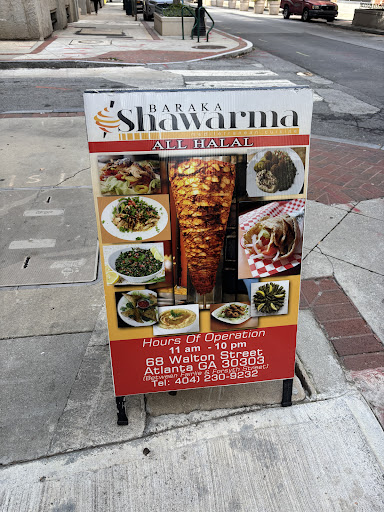 BARAKA
Shawarma
ALL HALAL
Hours of Operation
11 am - 10 pm
68 Walton Street
Atlanta GA 30303
(Between Fairlie & Forsyth Street)
Tel: 404) 230-9232